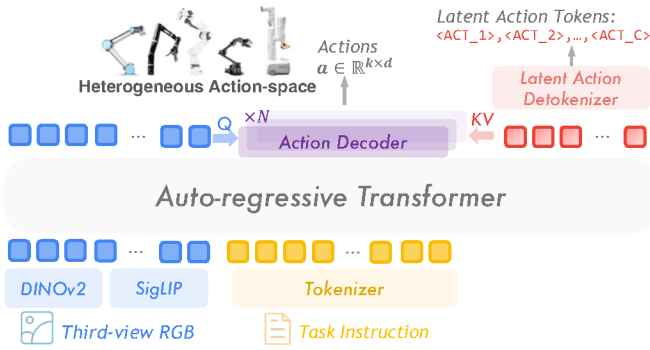 Latent Action Tokens:
<ACT_1>,<ACT_2>,…,<ACT_C>
Actions
a ∈ ℝ^{k×d}
Heterogeneous Action-space
Latent Action
Detokenizer
... Q ×N Action Decoder KV ...
Auto-regressive Transformer
... ...
DINOv2 SigLIP Tokenizer
Third-view RGB Task Instruction